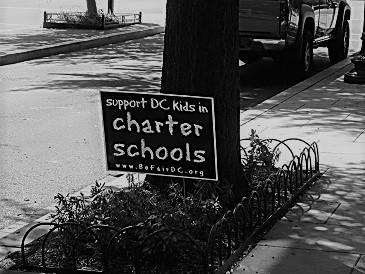 support DC kids in
charter
schools
www.BeFairDC.org